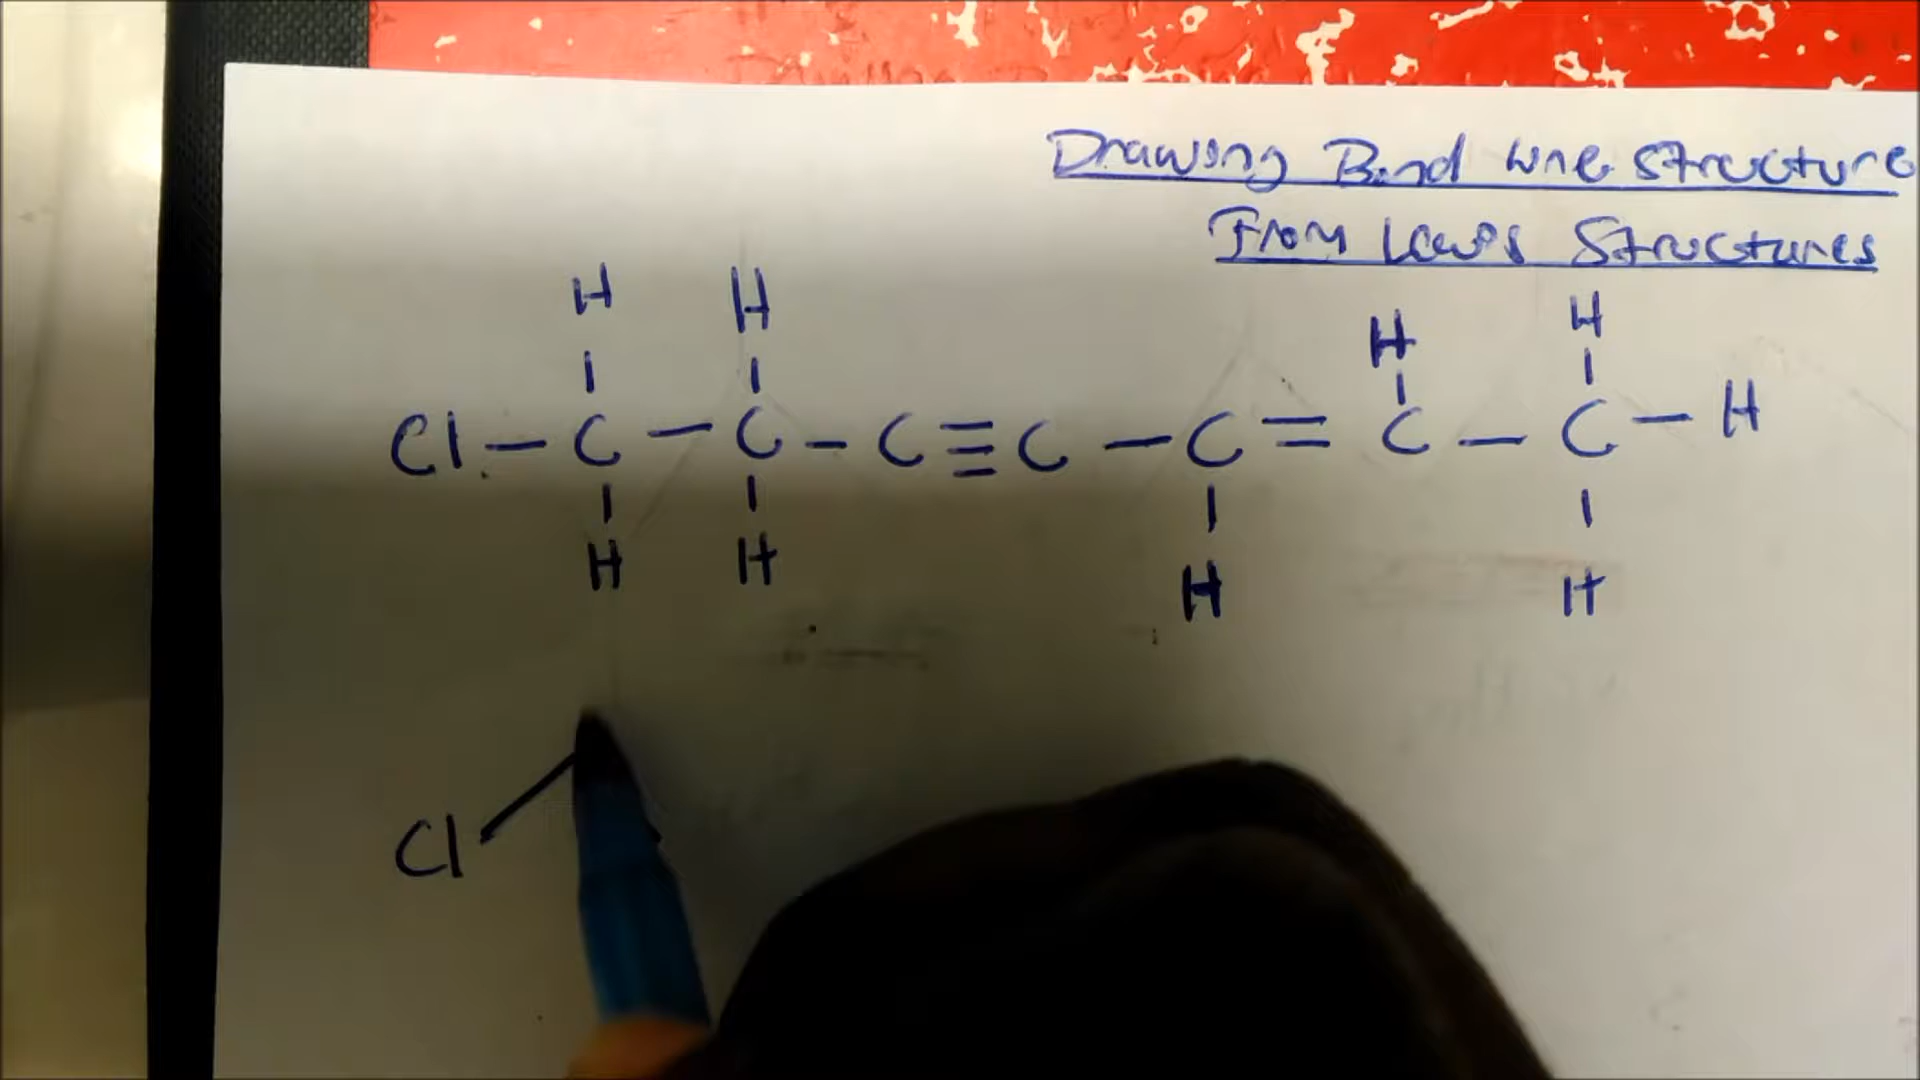 Drawing Bond line structure
From Lewis Structures
H H H H
Cl - C - C - C ≡ C - C = C - C - H
H H H H
Cl